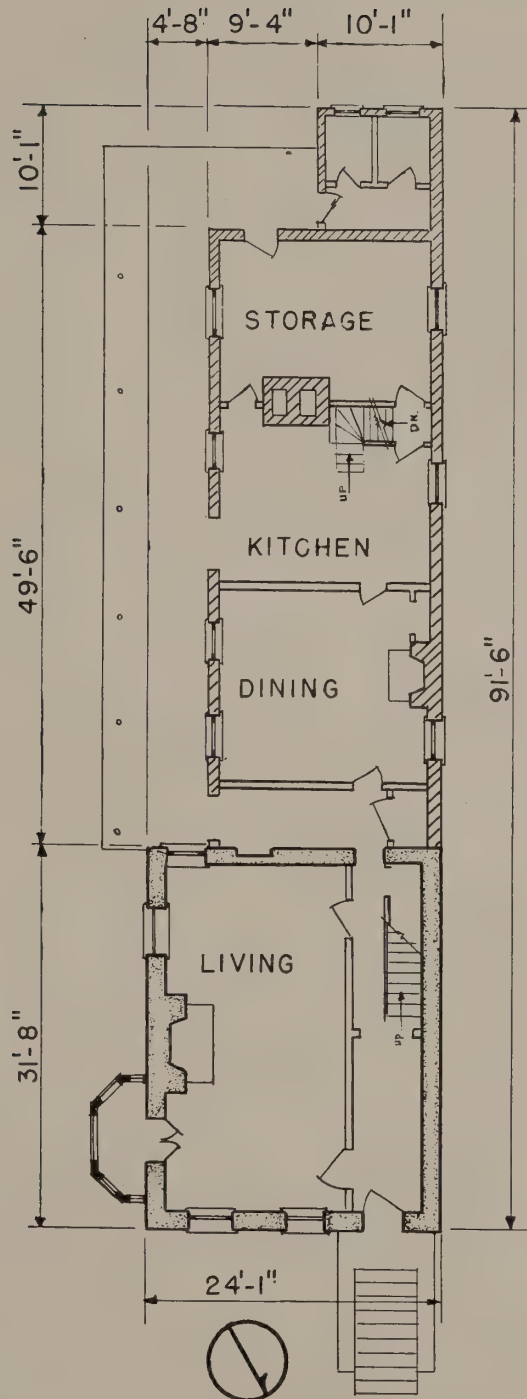 4'-8" 9'-4" 10'-1"
10'-1"
STORAGE
DN.
UP
KITCHEN
49'-6"
DINING
91'-6"
LIVING
UP
31'-8"
24'-1"